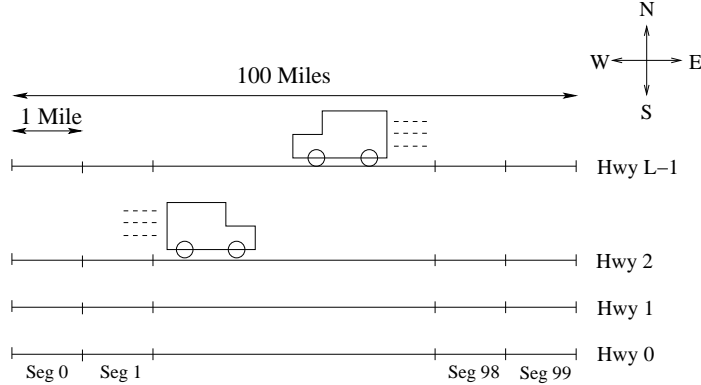 N
W E
S
100 Miles
1 Mile
Hwy L−1
Hwy 2
Hwy 1
Hwy 0
Seg 0 Seg 1 Seg 98 Seg 99